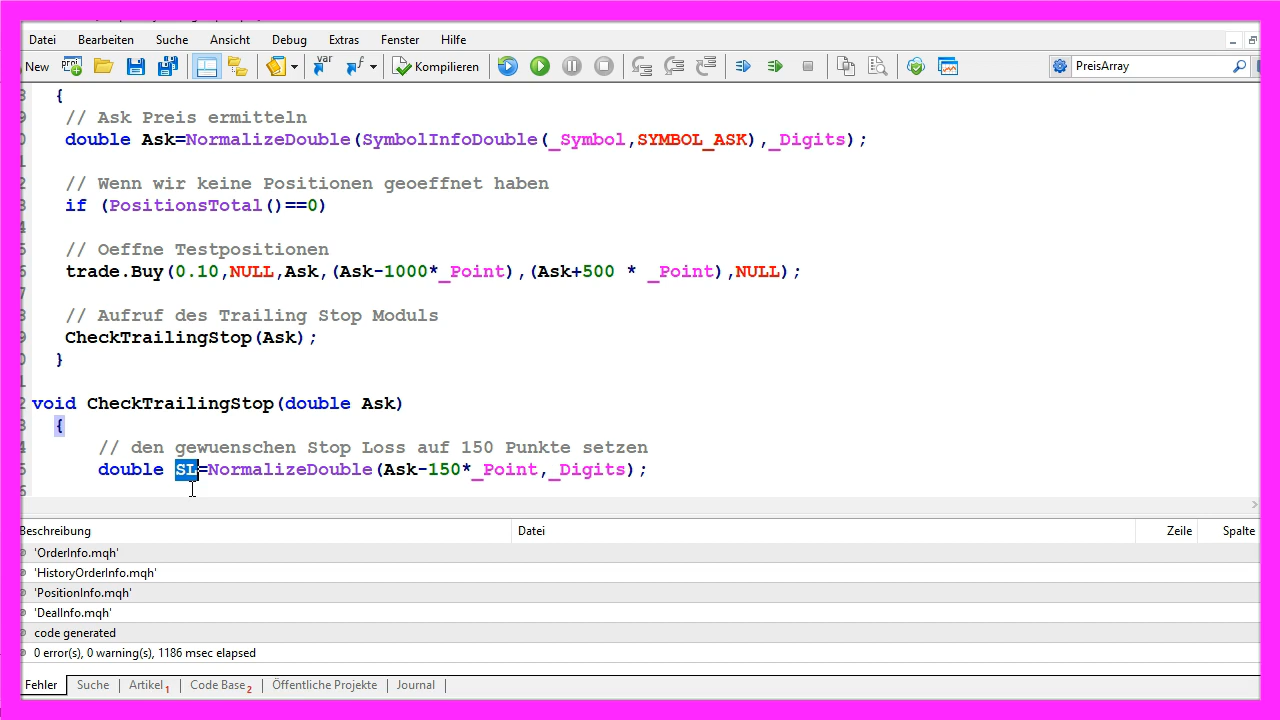 Datei Bearbeiten Suche Ansicht Debug Extras Fenster Hilfe
New Kompilieren PreisArray
{
// Ask Preis ermitteln
double Ask=NormalizeDouble(SymbolInfoDouble(_Symbol,SYMBOL_ASK),_Digits);
// Wenn wir keine Positionen geoeffnet haben
if (PositionsTotal()==0)
// Oeffne Testpositionen
trade.Buy(0.10,NULL,Ask,(Ask-1000*_Point),(Ask+500 * _Point),NULL);
// Aufruf des Trailing Stop Moduls
CheckTrailingStop(Ask);
}
void CheckTrailingStop(double Ask)
{
// den gewuenschen Stop Loss auf 150 Punkte setzen
double SL=NormalizeDouble(Ask-150*_Point,_Digits);
Beschreibung Datei Zeile Spalte
'OrderInfo.mqh'
'HistoryOrderInfo.mqh'
'PositionInfo.mqh'
'DealInfo.mqh'
code generated
0 error(s), 0 warning(s), 1186 msec elapsed
Fehler Suche Artikel 1 Code Base 2 Öffentliche Projekte Journal